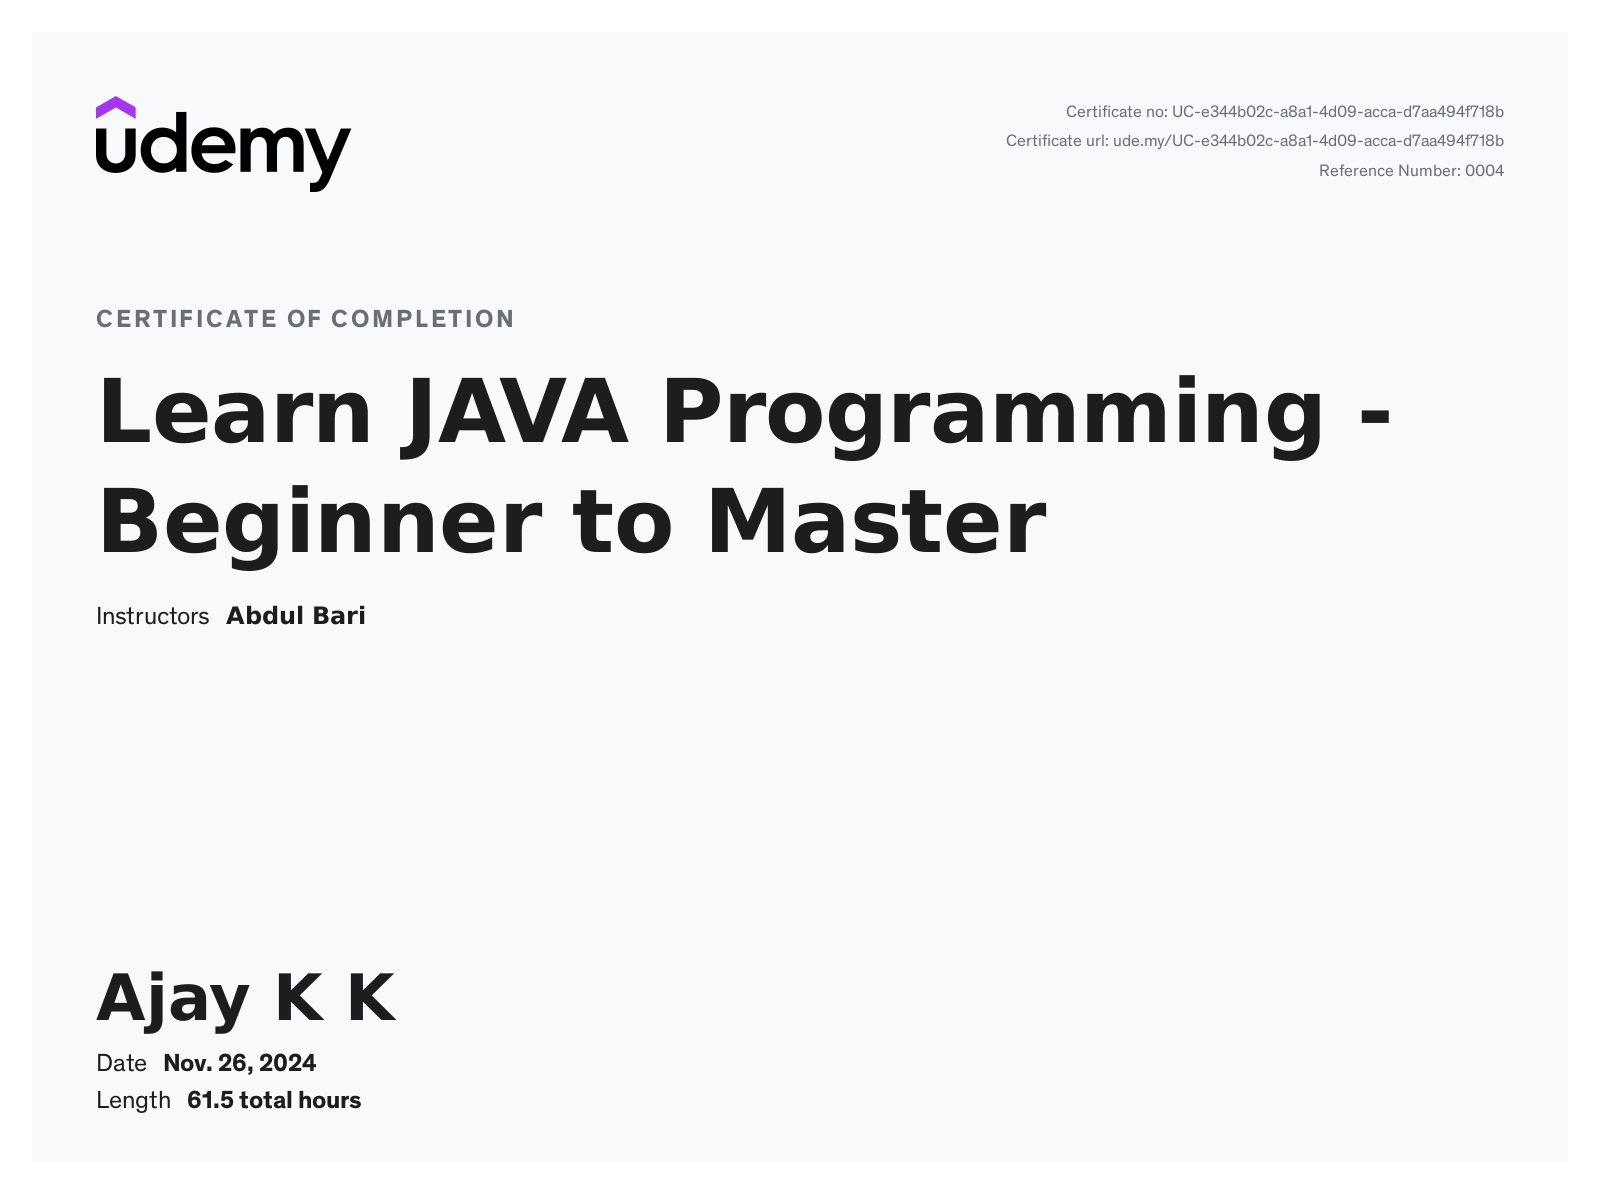 udemy
Certificate no: UC-e344b02c-a8a1-4d09-acca-d7aa494f718b
Certificate url: ude.my/UC-e344b02c-a8a1-4d09-acca-d7aa494f718b
Reference Number: 0004
CERTIFICATE OF COMPLETION
Learn JAVA Programming -
Beginner to Master
Instructors Abdul Bari
Ajay K K
Date Nov. 26, 2024
Length 61.5 total hours